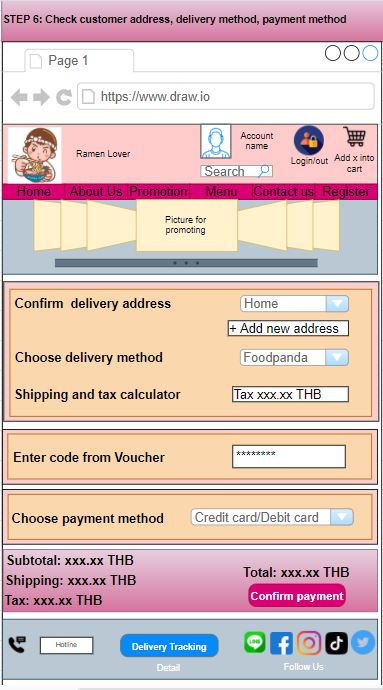 STEP 6: Check customer address, delivery method, payment method
Page 1
https://www.draw.io
Ramen Lover
Account name
Login/out
Add x into cart
Search
Home About Us Promotion Menu Contact us Register
Picture for promoting
Confirm delivery address
Home
+ Add new address
Choose delivery method
Foodpanda
Shipping and tax calculator
Tax xxx.xx THB
Enter code from Voucher
********
Choose payment method
Credit card/Debit card
Subtotal: xxx.xx THB
Shipping: xxx.xx THB
Tax: xxx.xx THB
Total: xxx.xx THB
Confirm payment
Hotline
Delivery Tracking
Detail
LINE
Follow Us